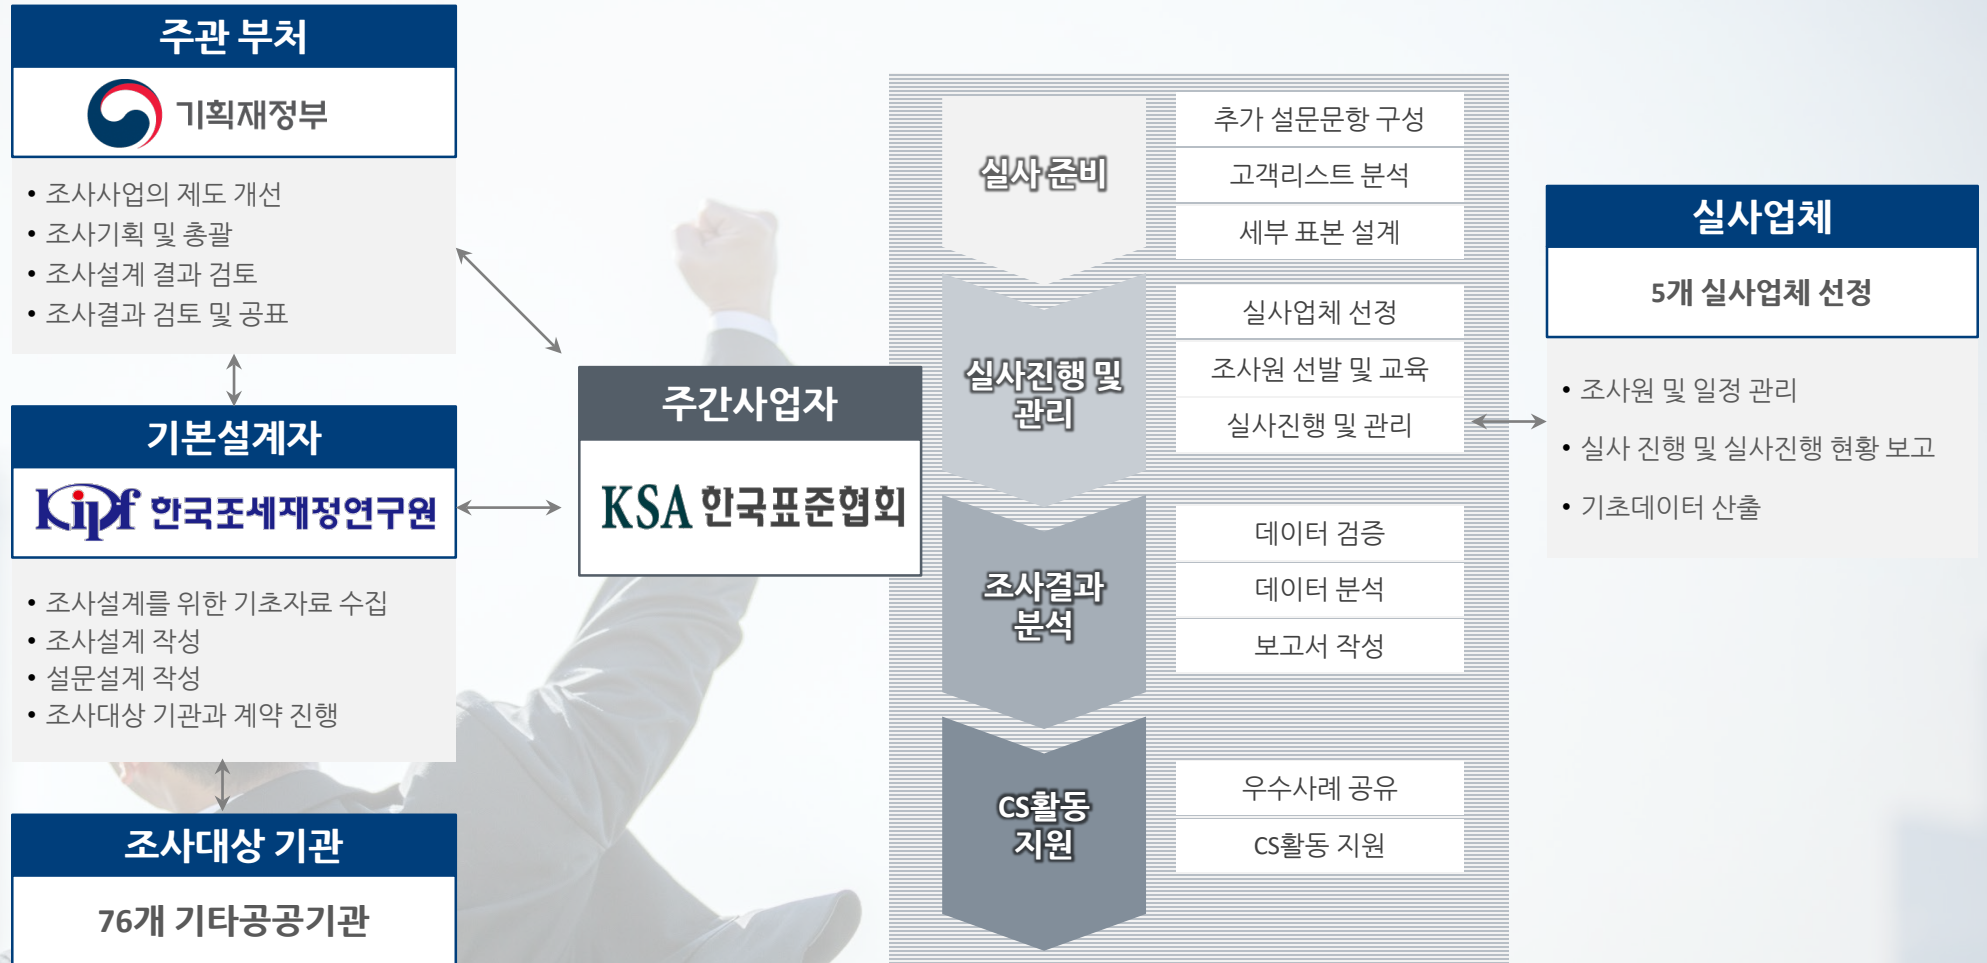 주관 부처
기획재정부
• 조사사업의 제도 개선
• 조사기획 및 총괄
• 조사설계 결과 검토
• 조사결과 검토 및 공표
기본설계자
kipf 한국조세재정연구원
• 조사설계를 위한 기초자료 수집
• 조사설계 작성
• 설문설계 작성
• 조사대상 기관과 계약 진행
조사대상 기관
76개 기타공공기관
주간사업자
KSA 한국표준협회
실사 준비
추가 설문문항 구성
고객리스트 분석
세부 표본 설계
실사진행 및
관리
실사업체 선정
조사원 선발 및 교육
실사진행 및 관리
조사결과
분석
데이터 검증
데이터 분석
보고서 작성
CS활동
지원
우수사례 공유
CS활동 지원
실사업체
5개 실사업체 선정
• 조사원 및 일정 관리
• 실사 진행 및 실사진행 현황 보고
• 기초데이터 산출